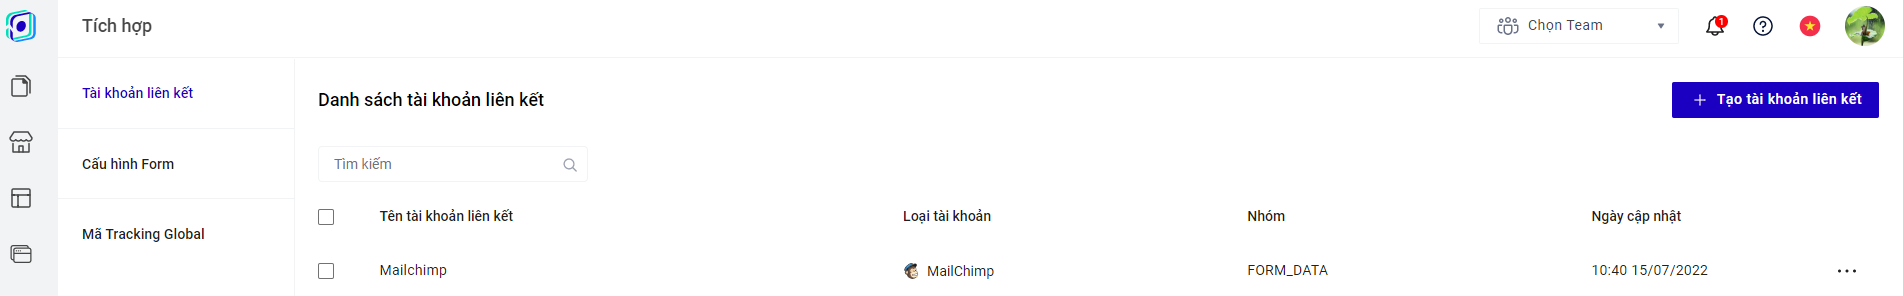 Tích hợp
Chọn Team
1
Tài khoản liên kết
Danh sách tài khoản liên kết
Tạo tài khoản liên kết
Cấu hình Form
Tìm kiếm
Tên tài khoản liên kết Loại tài khoản Nhóm Ngày cập nhật
Mã Tracking Global
Mailchimp MailChimp FORM_DATA 10:40 15/07/2022